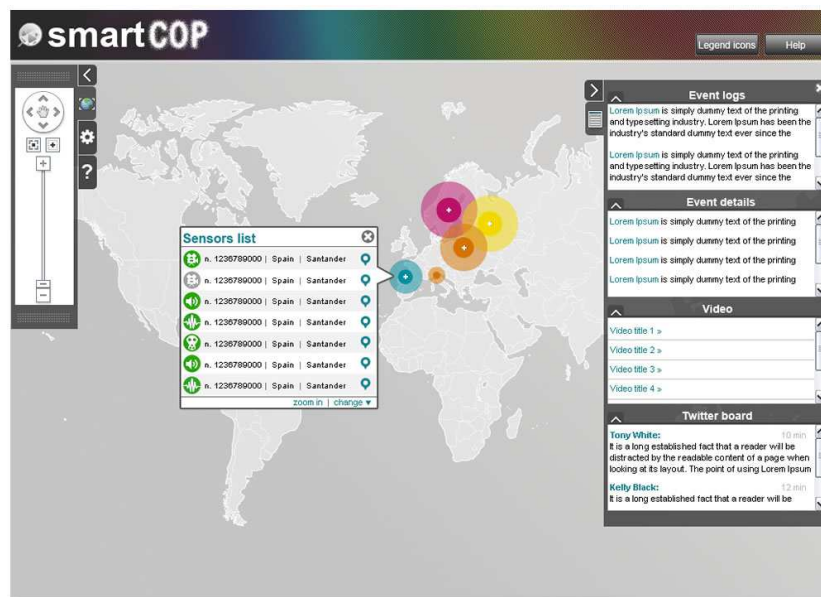 smartCOP
Legend icons
Help
?
Sensors list
n. 1236789000 | Spain | Santander
n. 1236789000 | Spain | Santander
n. 1236789000 | Spain | Santander
n. 1236789000 | Spain | Santander
n. 1236789000 | Spain | Santander
n. 1236789000 | Spain | Santander
n. 1236789000 | Spain | Santander
zoom in | change ▾
Event logs
Lorem Ipsum is simply dummy text of the printing
and typesetting industry. Lorem Ipsum has been the
industry's standard dummy text ever since the
Lorem Ipsum is simply dummy text of the printing
and typesetting industry. Lorem Ipsum has been the
industry's standard dummy text ever since the
Event details
Lorem Ipsum is simply dummy text of the printing
Lorem Ipsum is simply dummy text of the printing
Lorem Ipsum is simply dummy text of the printing
Lorem Ipsum is simply dummy text of the printing
Video
Video title 1 »
Video title 2 »
Video title 3 »
Video title 4 »
Twitter board
Tony White: 10 min
It is a long established fact that a reader will be
distracted by the readable content of a page when
looking at its layout. The point of using Lorem Ipsum
Kelly Black: 12 min
It is a long established fact that a reader will be